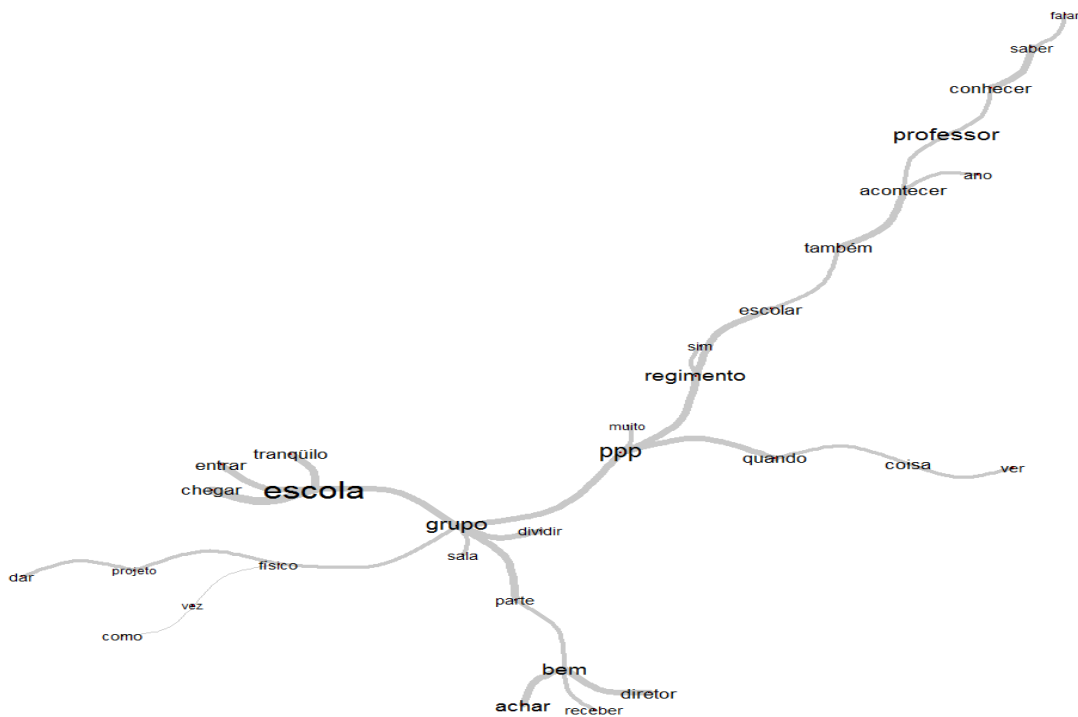 falar
saber
conhecer
professor
ano
acontecer
também
escolar
sim
regimento
muito
ppp
quando
coisa
ver
tranqüilo
entrar
chegar
escola
grupo
dividir
sala
físico
projeto
dar
parte
vez
como
bem
diretor
achar
receber